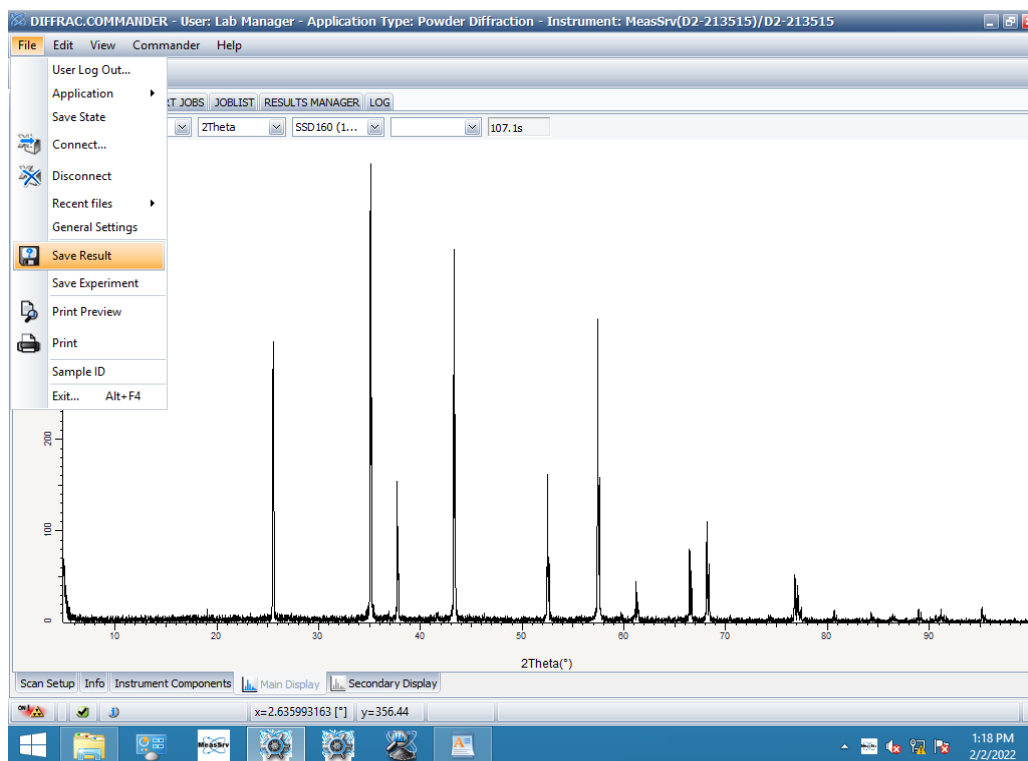 DIFFRAC.COMMANDER - User: Lab Manager - Application Type: Powder Diffraction - Instrument: MeasSrv(D2-213515)/D2-213515
File Edit View Commander Help
User Log Out...
Application
Save State
Connect...
Disconnect
Recent files
General Settings
Save Result
Save Experiment
Print Preview
Print
Sample ID
Exit... Alt+F4
T JOBS JOBLIST RESULTS MANAGER LOG
2Theta SSD160 (1... 107.1s
200
100
0
10 20 30 40 50 60 70 80 90
2Theta(°)
Scan Setup Info Instrument Components Main Display Secondary Display
ON! x=2.635993163 [°] y=356.44
MeasSrv
1:18 PM
2/2/2022